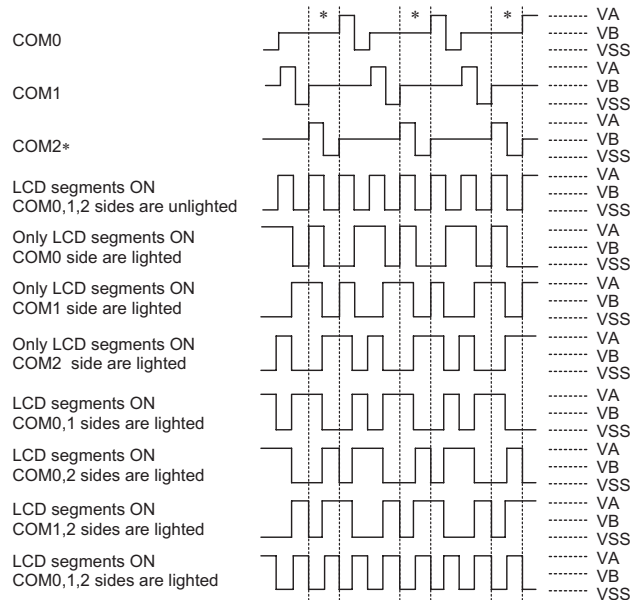 * * *
VA
COM0
VB
VSS
VA
COM1
VB
VSS
VA
COM2*
VB
VSS
VA
LCD segments ON
VB
COM0,1,2 sides are unlighted
VSS
VA
Only LCD segments ON
VB
COM0 side are lighted
VSS
VA
Only LCD segments ON
VB
COM1 side are lighted
VSS
VA
Only LCD segments ON
VB
COM2 side are lighted
VSS
VA
LCD segments ON
VB
COM0,1 sides are lighted
VSS
VA
LCD segments ON
VB
COM0,2 sides are lighted
VSS
VA
LCD segments ON
VB
COM1,2 sides are lighted
VSS
VA
LCD segments ON
VB
COM0,1,2 sides are lighted
VSS